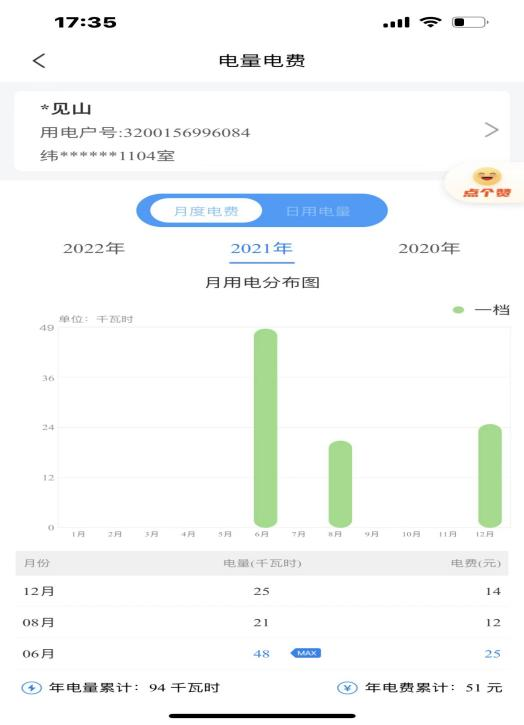 17:35
电量电费
*见山
用电户号:3200156996084
纬******1104室
点个赞
月度电费 日用电量
2022年 2021年 2020年
月用电分布图
一档
单位: 千瓦时
49
36
24
12
0
1月 2月 3月 4月 5月 6月 7月 8月 9月 10月 11月 12月
月份 电量(千瓦时) 电费(元)
12月 25 14
08月 21 12
06月 48 MAX 25
年电量累计: 94 千瓦时 ¥ 年电费累计: 51 元